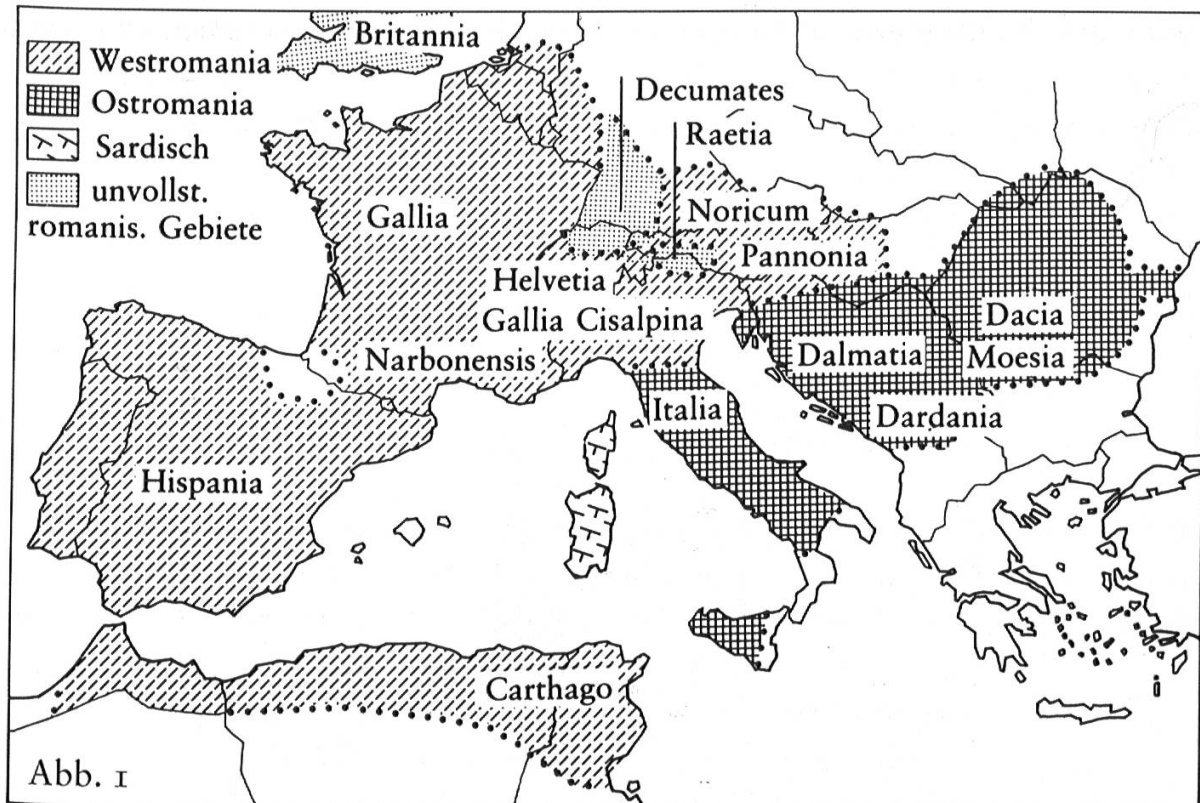 Britannia
Westromania
Ostromania
Sardisch
unvollst.
romanis. Gebiete
Decumates
Raetia
Gallia
Noricum
Pannonia
Helvetia
Gallia Cisalpina
Dacia
Narbonensis
Dalmatia
Moesia
Italia
Dardania
Hispania
Carthago
Abb. 1